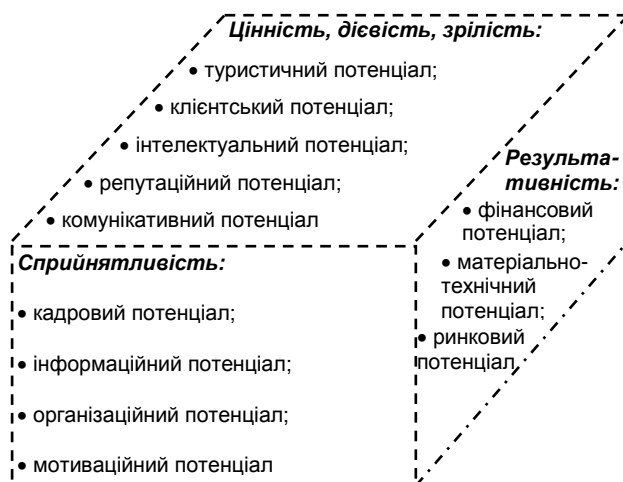 Цінність, дієвість, зрілість:
• туристичний потенціал;
• клієнтський потенціал;
• інтелектуальний потенціал;
• репутаційний потенціал;
• комунікативний потенціал
Результа-
тивність:
• фінансовий
потенціал;
• матеріально-
технічний
потенціал;
• ринковий
потенціал
Сприйнятливість:
• кадровий потенціал;
• інформаційний потенціал;
• організаційний потенціал;
• мотиваційний потенціал